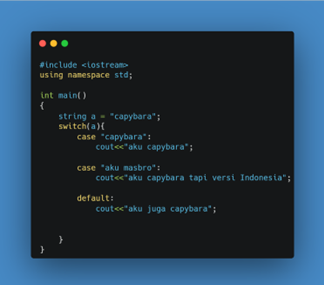 #include <iostream>
using namespace std;
int main()
{
string a = "capybara";
switch(a){
case "capybara":
cout<<"aku capybara";
case "aku masbro":
cout<<"aku capybara tapi versi Indonesia";
default:
cout<<"aku juga capybara";
}
}